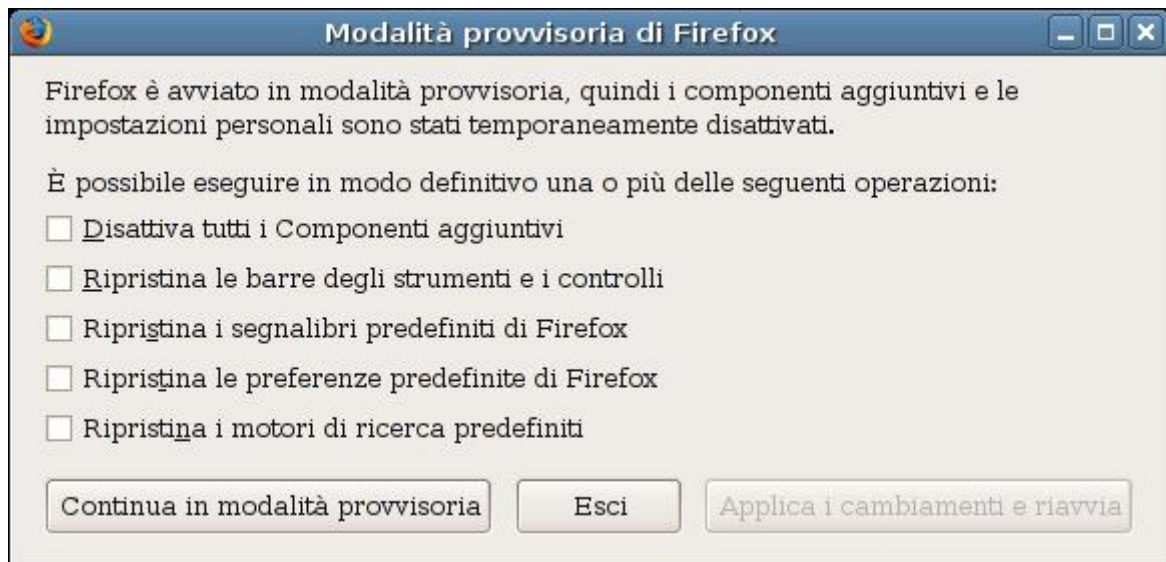 Modalità provvisoria di Firefox
Firefox è avviato in modalità provvisoria, quindi i componenti aggiuntivi e le
impostazioni personali sono stati temporaneamente disattivati.
È possibile eseguire in modo definitivo una o più delle seguenti operazioni:
Disattiva tutti i Componenti aggiuntivi
Ripristina le barre degli strumenti e i controlli
Ripristina i segnalibri predefiniti di Firefox
Ripristina le preferenze predefinite di Firefox
Ripristina i motori di ricerca predefiniti
Continua in modalità provvisoria Esci Applica i cambiamenti e riavvia